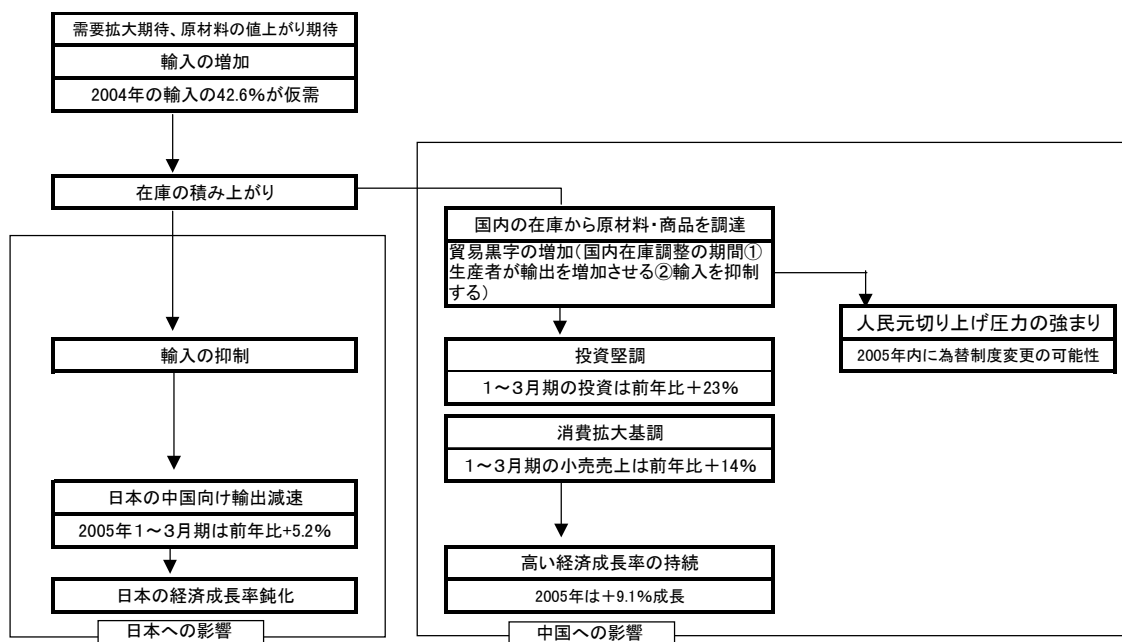 需要拡大期待、原材料の値上がり期待
輸入の増加
2004年の輸入の42.6%が仮需
在庫の積み上がり
輸入の抑制
日本の中国向け輸出減速
2005年1～3月期は前年比+5.2%
日本の経済成長率鈍化
日本への影響
国内の在庫から原材料・商品を調達
貿易黒字の増加(国内在庫調整の期間①
生産者が輸出を増加させる②輸入を抑制
する)
人民元切り上げ圧力の強まり
2005年内に為替制度変更の可能性
投資堅調
1～3月期の投資は前年比+23%
消費拡大基調
1～3月期の小売売上は前年比+14%
高い経済成長率の持続
2005年は+9.1%成長
中国への影響